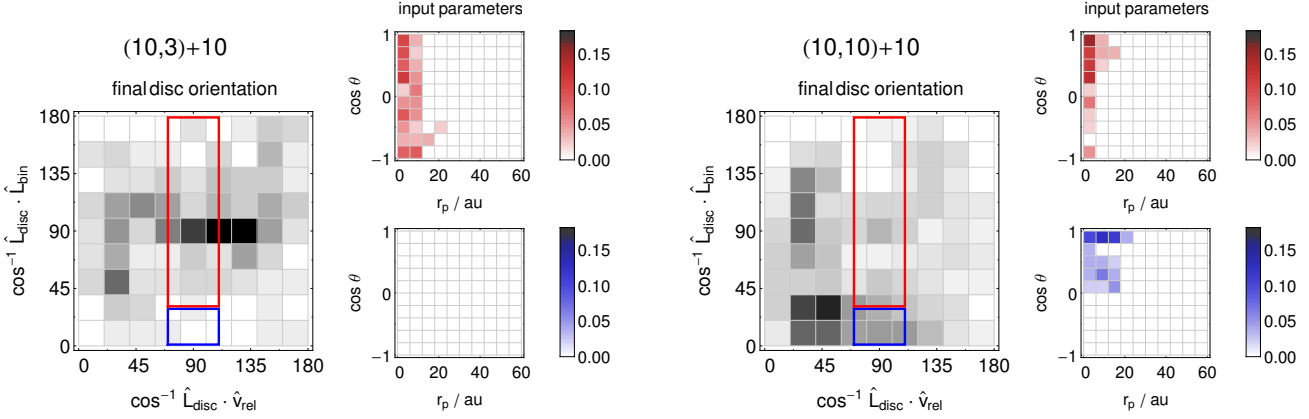 (10,3)+10
final disc orientation
180
135
90
45
0
cos⁻¹ L̂disc · L̂bin
0 45 90 135 180
cos⁻¹ L̂disc · v̂rel
input parameters
1
0
−1
cos θ
0 20 40 60
rp / au
0.15
0.10
0.05
0.00
1
0
−1
cos θ
0 20 40 60
rp / au
0.15
0.10
0.05
0.00
(10,10)+10
final disc orientation
180
135
90
45
0
cos⁻¹ L̂disc · L̂bin
0 45 90 135 180
cos⁻¹ L̂disc · v̂rel
input parameters
1
0
−1
cos θ
0 20 40 60
rp / au
0.15
0.10
0.05
0.00
1
0
−1
cos θ
0 20 40 60
rp / au
0.15
0.10
0.05
0.00